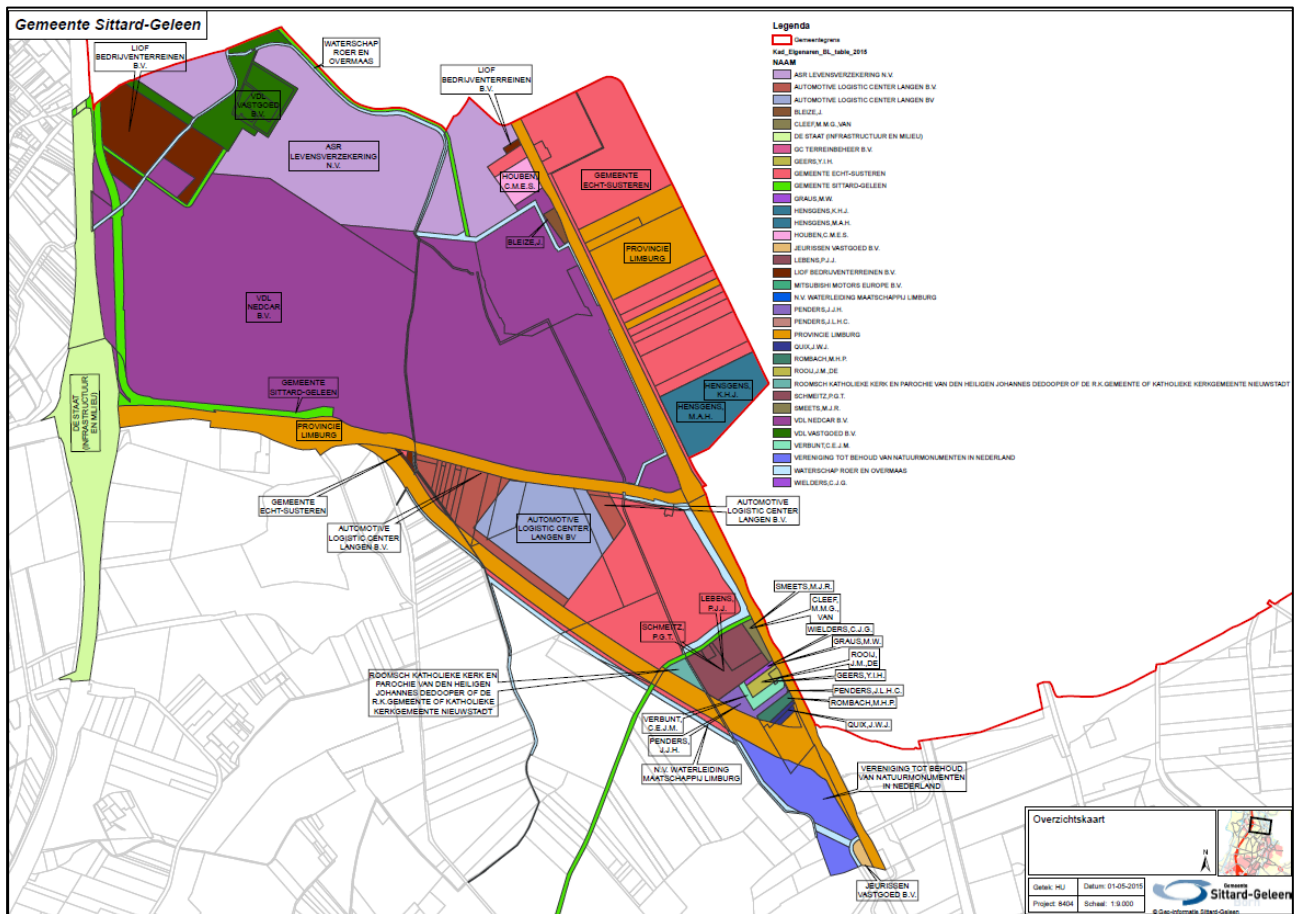 Gemeente Sittard-Geleen
LIOF
BEDRIJVENTERREINEN
B.V.
WATERSCHAP
ROER EN
OVERMAAS
VDL
VASTGOED
B.V.
LIOF
BEDRIJVENTERREINEN
B.V.
ASR
LEVENSVERZEKERING
N.V.
HOUBEN,
C.M.E.S.
GEMEENTE
ECHT-SUSTEREN
BLEIZE,J.
PROVINCIE
LIMBURG
VDL
NEDCAR
B.V.
DE STAAT
(INFRASTRUCTUUR
EN MILIEU)
GEMEENTE
SITTARD-GELEEN
PROVINCIE
LIMBURG
HENSGENS,
K.H.J.
HENSGENS,
M.A.H.
GEMEENTE
ECHT-SUSTEREN
AUTOMOTIVE
LOGISTIC CENTER
LANGEN B.V.
AUTOMOTIVE
LOGISTIC CENTER
LANGEN BV
AUTOMOTIVE
LOGISTIC CENTER
LANGEN B.V.
SMEETS,M.J.R.
LEBENS,
P.J.J.
CLEEF,
M.M.G.,
VAN
SCHMEITZ,
P.G.T.
WIELDERS,C.J.G.
GRAUS,M.W.
ROOIJ,
J.M.,DE
GEERS,Y.I.H.
PENDERS,J.L.H.C.
ROMBACH,M.H.P.
QUIX,J.W.J.
ROOMSCH KATHOLIEKE KERK EN
PAROCHIE VAN DEN HEILIGEN
JOHANNES DEDOOPER OF DE
R.K.GEMEENTE OF KATHOLIEKE
KERKGEMEENTE NIEUWSTADT
VERBUNT,
C.E.J.M.
PENDERS,
J.J.H.
N.V. WATERLEIDING
MAATSCHAPPIJ LIMBURG
VERENIGING TOT BEHOUD
VAN NATUURMONUMENTEN
IN NEDERLAND
JEURISSEN
VASTGOED B.V.
Legenda
Gemeentegrens
Kad_Eigenaren_BL_table_2015
NAAM
ASR LEVENSVERZEKERING N.V.
AUTOMOTIVE LOGISTIC CENTER LANGEN B.V.
AUTOMOTIVE LOGISTIC CENTER LANGEN BV
BLEIZE,J.
CLEEF,M.M.G.,VAN
DE STAAT (INFRASTRUCTUUR EN MILIEU)
GC TERREINBEHEER B.V.
GEERS,Y.I.H.
GEMEENTE ECHT-SUSTEREN
GEMEENTE SITTARD-GELEEN
GRAUS,M.W.
HENSGENS,K.H.J.
HENSGENS,M.A.H.
HOUBEN,C.M.E.S.
JEURISSEN VASTGOED B.V.
LEBENS,P.J.J.
LIOF BEDRIJVENTERREINEN B.V.
MITSUBISHI MOTORS EUROPE B.V.
N.V. WATERLEIDING MAATSCHAPPIJ LIMBURG
PENDERS,J.J.H.
PENDERS,J.L.H.C.
PROVINCIE LIMBURG
QUIX,J.W.J.
ROMBACH,M.H.P.
ROOIJ,J.M.,DE
ROOMSCH KATHOLIEKE KERK EN PAROCHIE VAN DEN HEILIGEN JOHANNES DEDOOPER OF DE R.K.GEMEENTE OF KATHOLIEKE KERKGEMEENTE NIEUWSTADT
SCHMEITZ,P.G.T.
SMEETS,M.J.R.
VDL NEDCAR B.V.
VDL VASTGOED B.V.
VERBUNT,C.E.J.M.
VERENIGING TOT BEHOUD VAN NATUURMONUMENTEN IN NEDERLAND
WATERSCHAP ROER EN OVERMAAS
WIELDERS,C.J.G.
Overzichtskaart
N
Getek: HU
Datum: 01-05-2015
Project: 8404
Schaal: 1:9.000
Gemeente
Sittard-Geleen
© Geo-informatie Sittard-Geleen